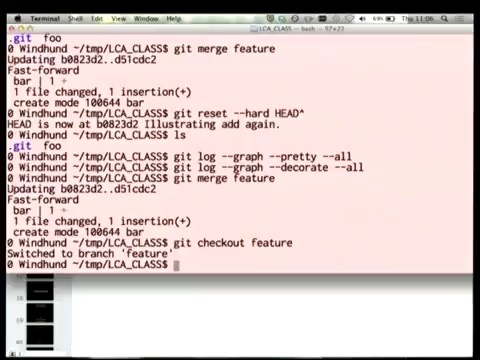 Terminal Shell Edit View Window Help 69% Thu 11:06
LCA_CLASS — bash — 97×22
.git foo
0 Windhund ~/tmp/LCA_CLASS$ git merge feature
Updating b0823d2..d51cdc2
Fast-forward
bar | 1 +
1 file changed, 1 insertion(+)
create mode 100644 bar
0 Windhund ~/tmp/LCA_CLASS$ git reset --hard HEAD^
HEAD is now at b0823d2 Illustrating add again.
0 Windhund ~/tmp/LCA_CLASS$ ls
.git foo
0 Windhund ~/tmp/LCA_CLASS$ git log --graph --pretty --all
0 Windhund ~/tmp/LCA_CLASS$ git log --graph --decorate --all
0 Windhund ~/tmp/LCA_CLASS$ git merge feature
Updating b0823d2..d51cdc2
Fast-forward
bar | 1 +
1 file changed, 1 insertion(+)
create mode 100644 bar
0 Windhund ~/tmp/LCA_CLASS$ git checkout feature
Switched to branch 'feature'
0 Windhund ~/tmp/LCA_CLASS$